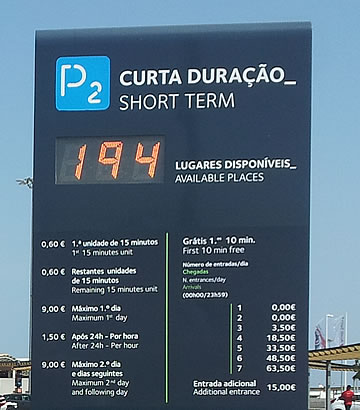 P2
CURTA DURAÇÃO_
SHORT TERM
194
LUGARES DISPONÍVEIS_
AVAILABLE PLACES
0,60 € 1.ª unidade de 15 minutos
1st 15 minutes unit
0,60 € Restantes unidades
de 15 minutos
Remaining 15 minutes unit
9,00 € Máximo 1.º dia
Maximum 1st day
1,50 € Após 24h - Por hora
After 24h - Per hour
9,00 € Máximo 2.º dia
e dias seguintes
Maximum 2nd day
and following day
Grátis 1.os 10 min.
First 10 min free
Número de entradas/dia
Chegadas
N. entrances/day
Arrivals
(00h00/23h59)
1 0,00€
2 0,00€
3 3,50€
4 18,50€
5 33,50€
6 48,50€
7 63,50€
Entrada adicional 15,00€
Additional entrance